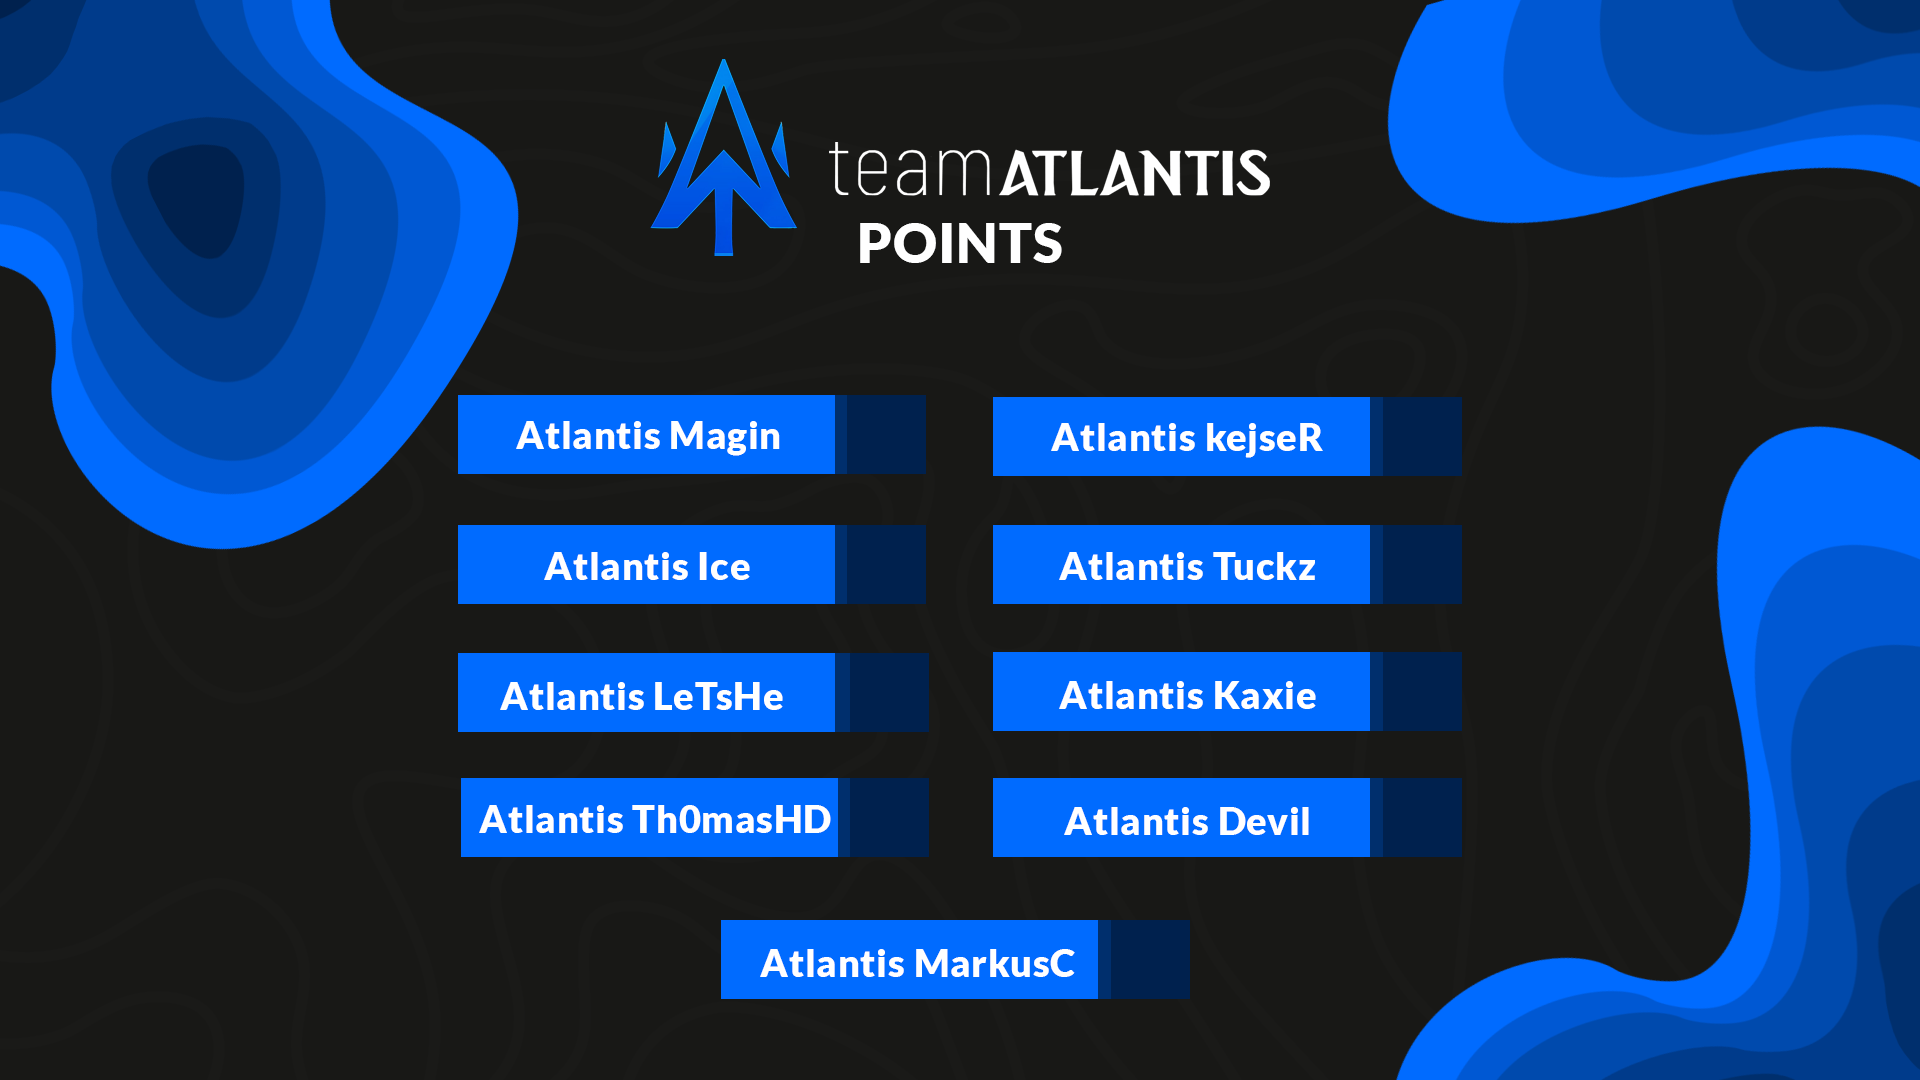 teamATLANTIS
POINTS
Atlantis Magin
Atlantis kejseR
Atlantis Ice
Atlantis Tuckz
Atlantis LeTsHe
Atlantis Kaxie
Atlantis Th0masHD
Atlantis Devil
Atlantis MarkusC